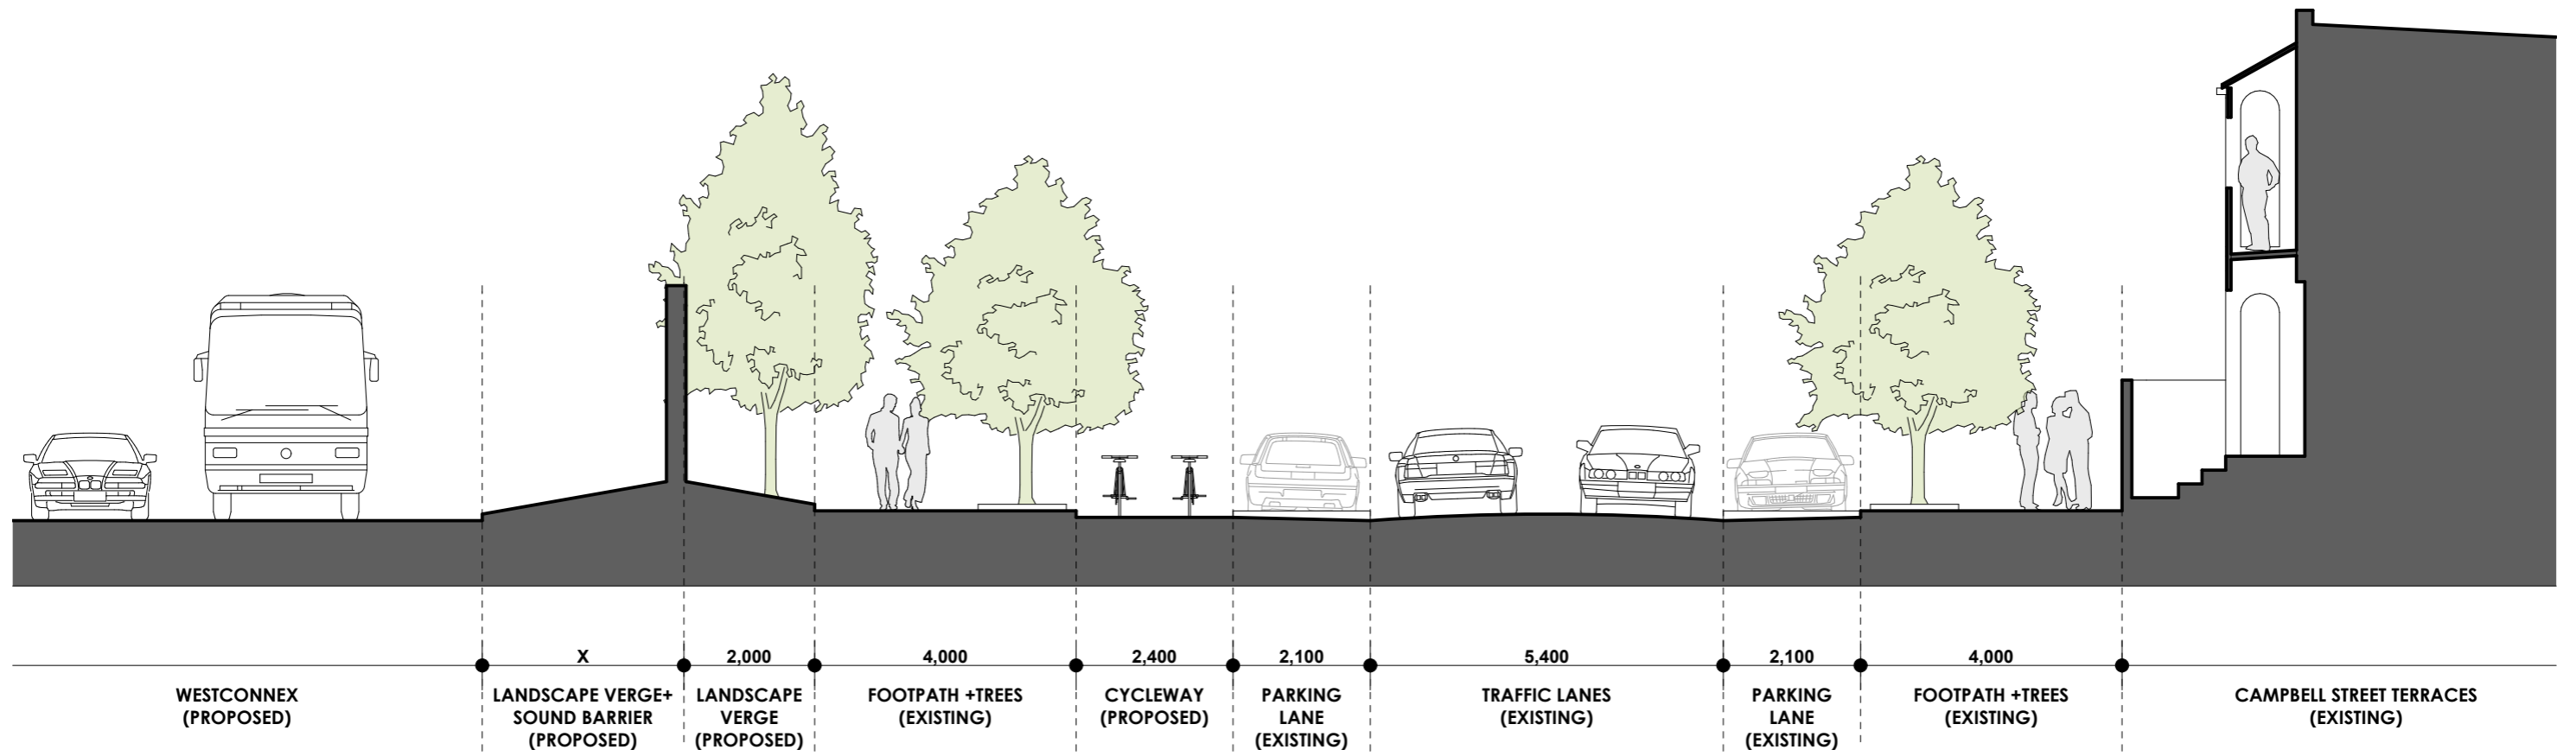 X
2,000
4,000
2,400
2,100
5,400
2,100
4,000
WESTCONNEX
(PROPOSED)
LANDSCAPE VERGE+
SOUND BARRIER
(PROPOSED)
LANDSCAPE
VERGE
(PROPOSED)
FOOTPATH +TREES
(EXISTING)
CYCLEWAY
(PROPOSED)
PARKING
LANE
(EXISTING)
TRAFFIC LANES
(EXISTING)
PARKING
LANE
(EXISTING)
FOOTPATH +TREES
(EXISTING)
CAMPBELL STREET TERRACES
(EXISTING)